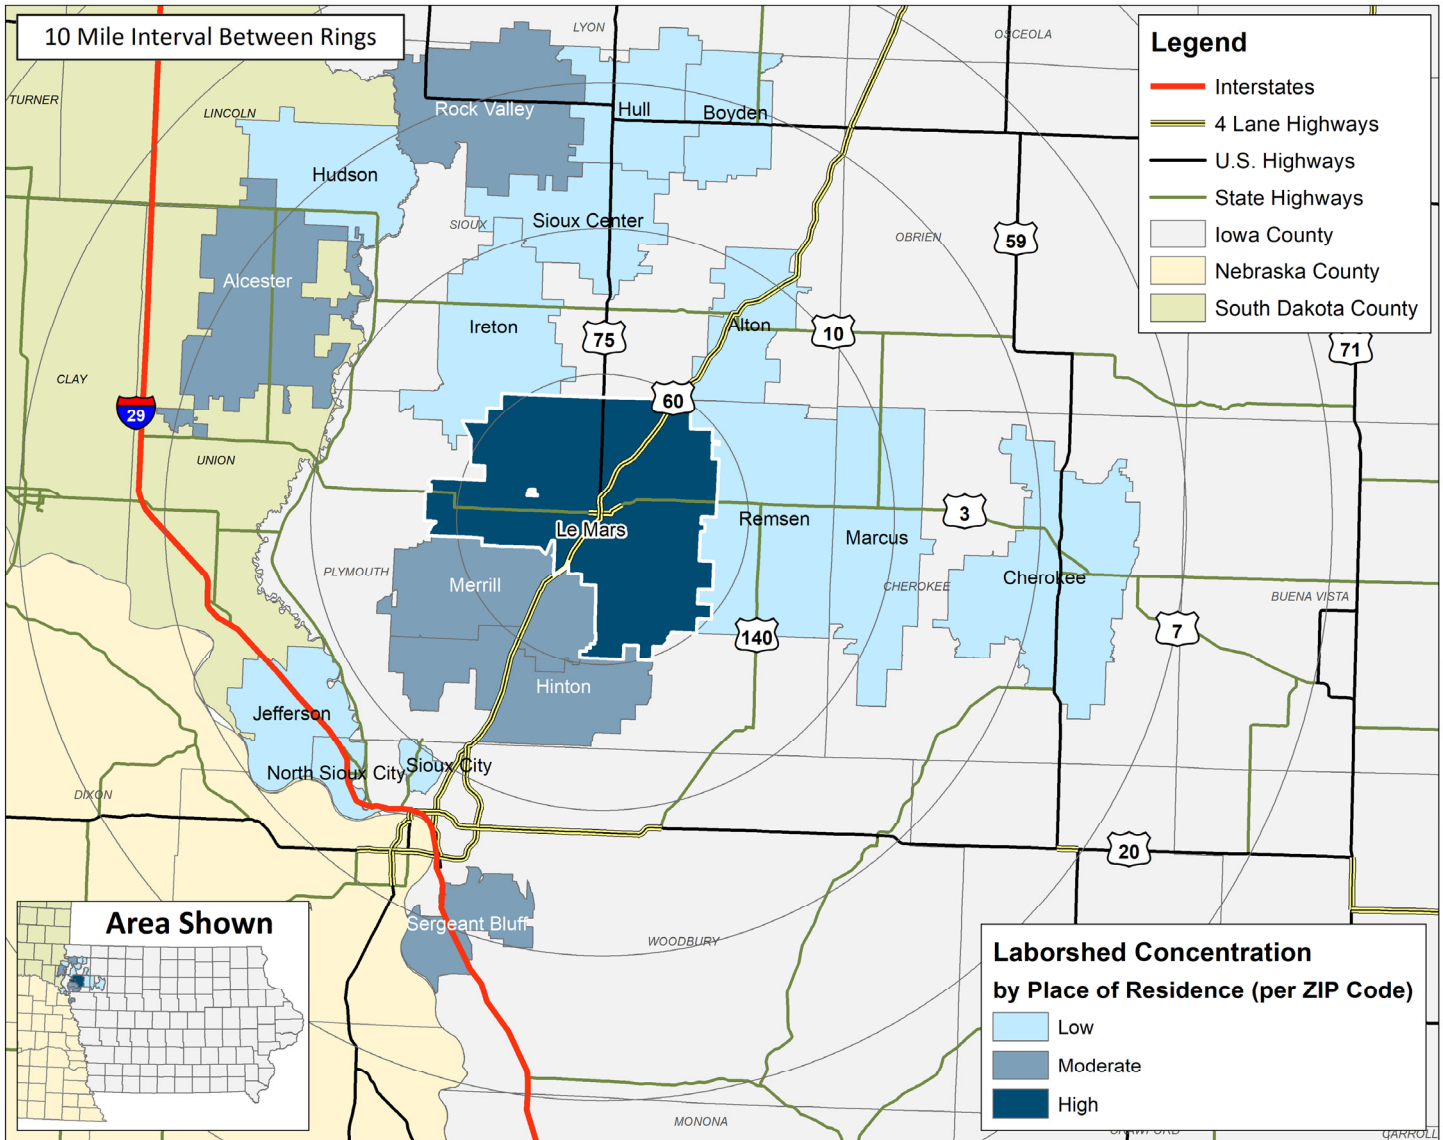 10 Mile Interval Between Rings
LYON
OSCEOLA
TURNER
LINCOLN
Rock Valley
Hull
Boyden
Hudson
SIOUX
Sioux Center
OBRIEN
59
Alcester
Ireton
75
Alton
10
71
CLAY
29
60
UNION
Le Mars
Remsen
Marcus
3
PLYMOUTH
Merrill
CHEROKEE
Cherokee
BUENA VISTA
140
7
Hinton
Jefferson
North Sioux City
Sioux City
DIXON
20
Sergeant Bluff
WOODBURY
MONONA
CRAWFORD
CARROLL
Legend
Interstates
4 Lane Highways
U.S. Highways
State Highways
Iowa County
Nebraska County
South Dakota County
Area Shown
Laborshed Concentration
by Place of Residence (per ZIP Code)
Low
Moderate
High